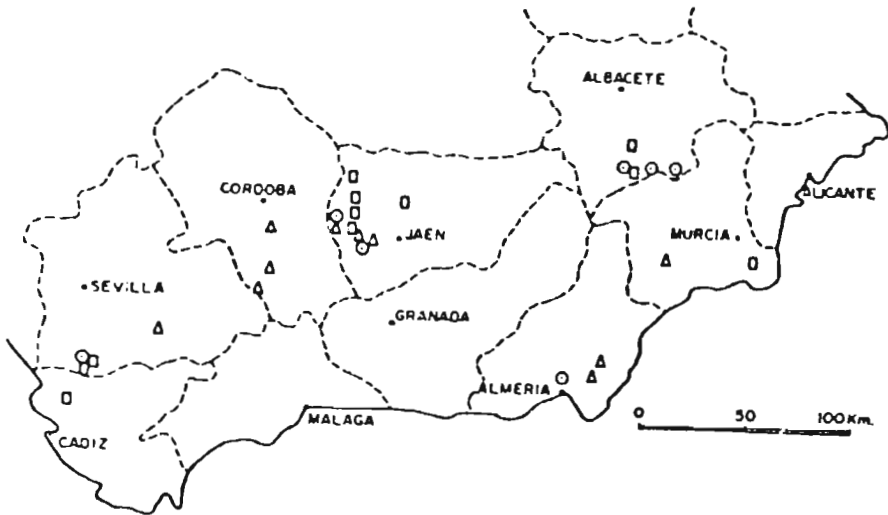 ALBACETE
CORDOBA
ALICANTE
JAEN
MURCIA
SEVILLA
GRANADA
ALMERIA
MALAGA
CADIZ
0 50 100 Km.